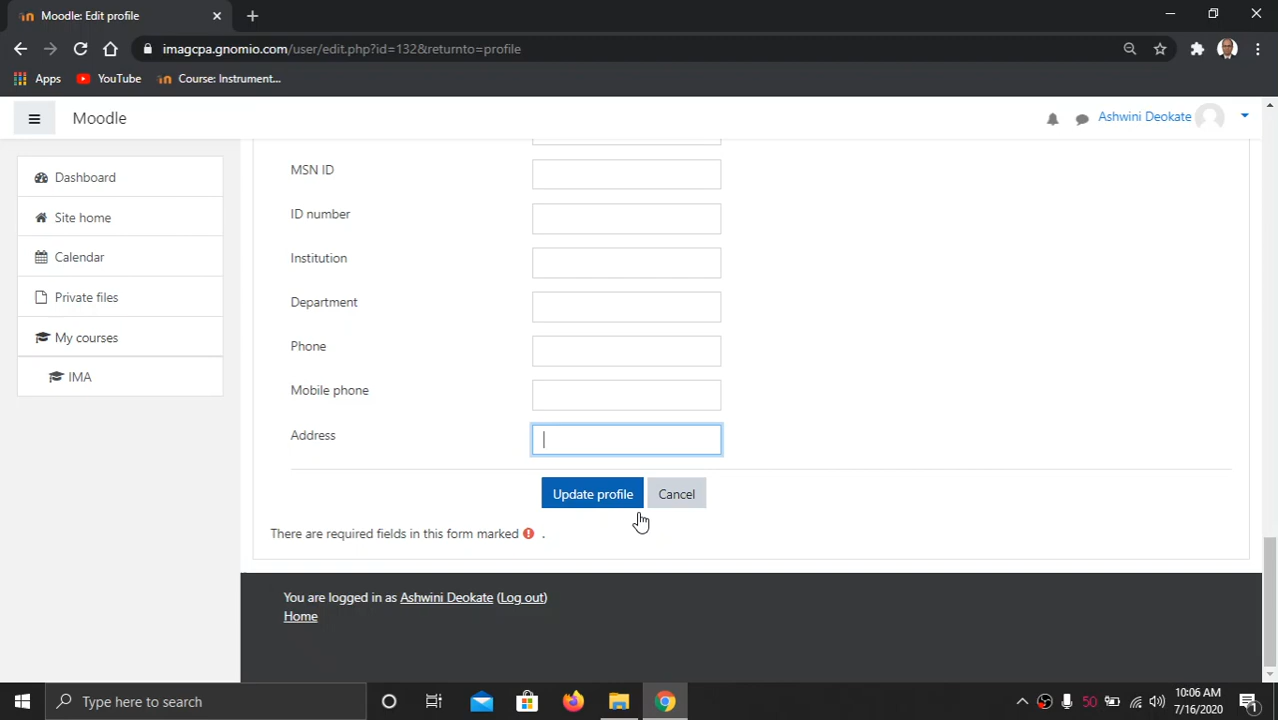 Moodle: Edit profile
imagcpa.gnomio.com/user/edit.php?id=132&returnto=profile
Apps YouTube Course: Instrument...
Moodle
Ashwini Deokate
Dashboard
Site home
Calendar
Private files
My courses
IMA
MSN ID
ID number
Institution
Department
Phone
Mobile phone
Address
Update profile Cancel
There are required fields in this form marked .
You are logged in as Ashwini Deokate (Log out)
Home
Type here to search
50
10:06 AM
7/16/2020
1